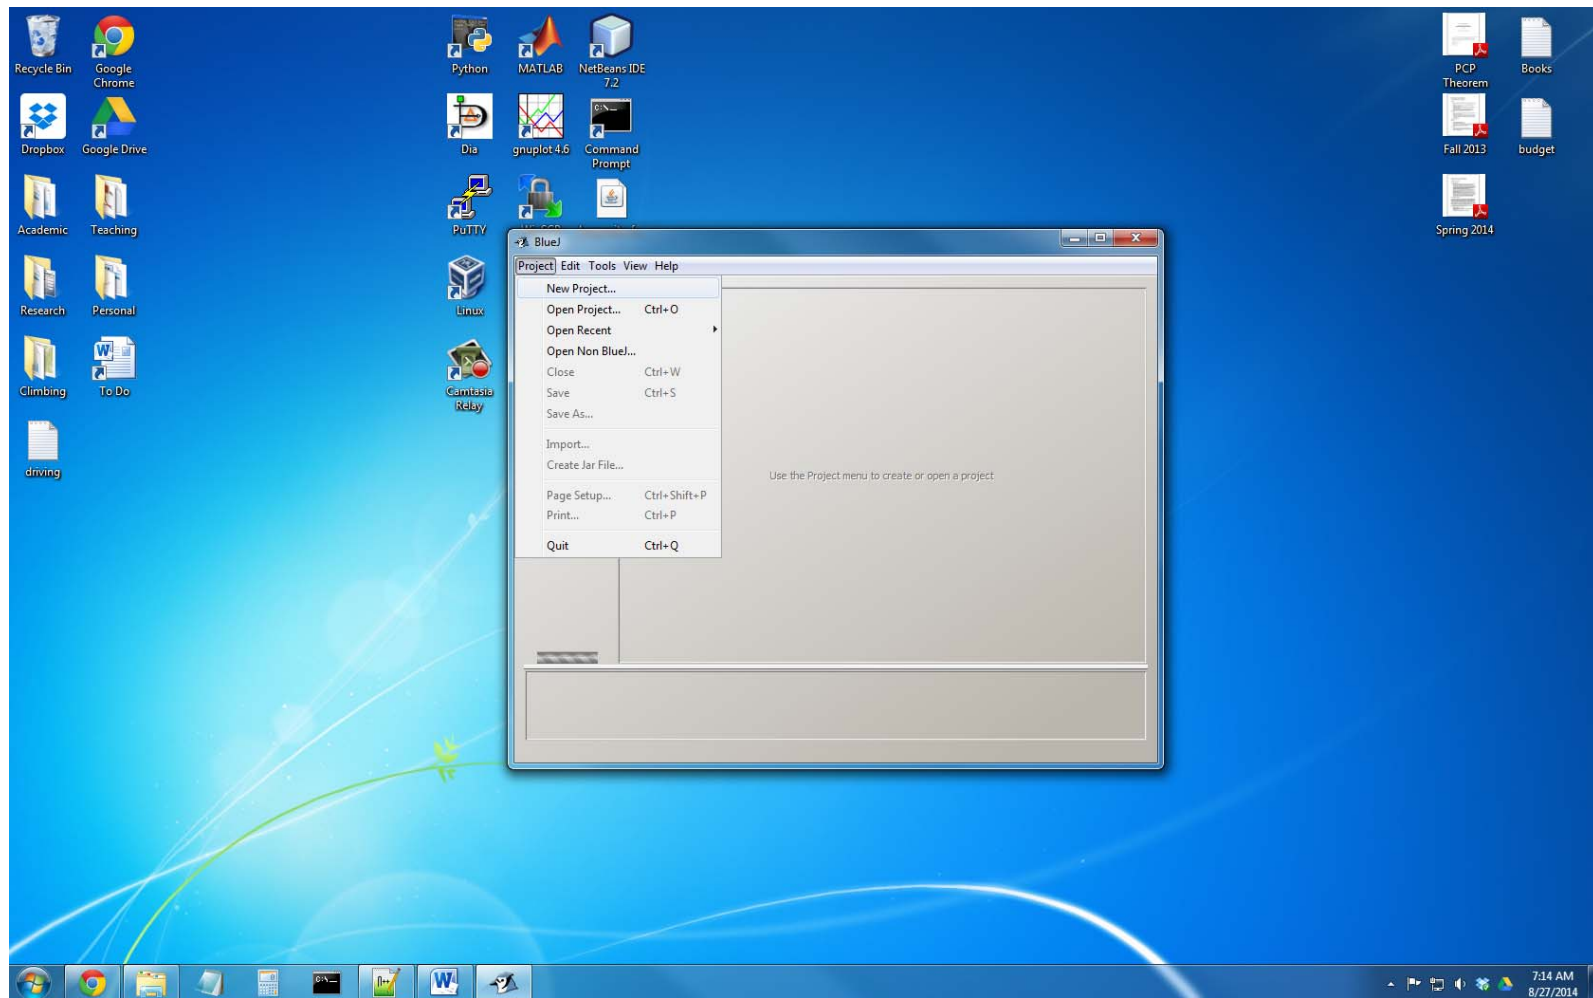 Recycle Bin
Google
Chrome
Python
MATLAB
NetBeans IDE
7.2
PCP
Theorem
Books
Dropbox
Google Drive
Dia
gnuplot 4.6
Command
Prompt
Fall 2013
budget
Academic
Teaching
PuTTY
Spring 2014
BlueJ
Project Edit Tools View Help
New Project...
Open Project... Ctrl+O
Open Recent
Open Non BlueJ...
Close Ctrl+W
Save Ctrl+S
Save As...
Import...
Create Jar File...
Page Setup... Ctrl+Shift+P
Print... Ctrl+P
Quit Ctrl+Q
Use the Project menu to create or open a project
Research
Personal
Linux
Climbing
To Do
Camtasia
Relay
driving
7:14 AM
8/27/2014